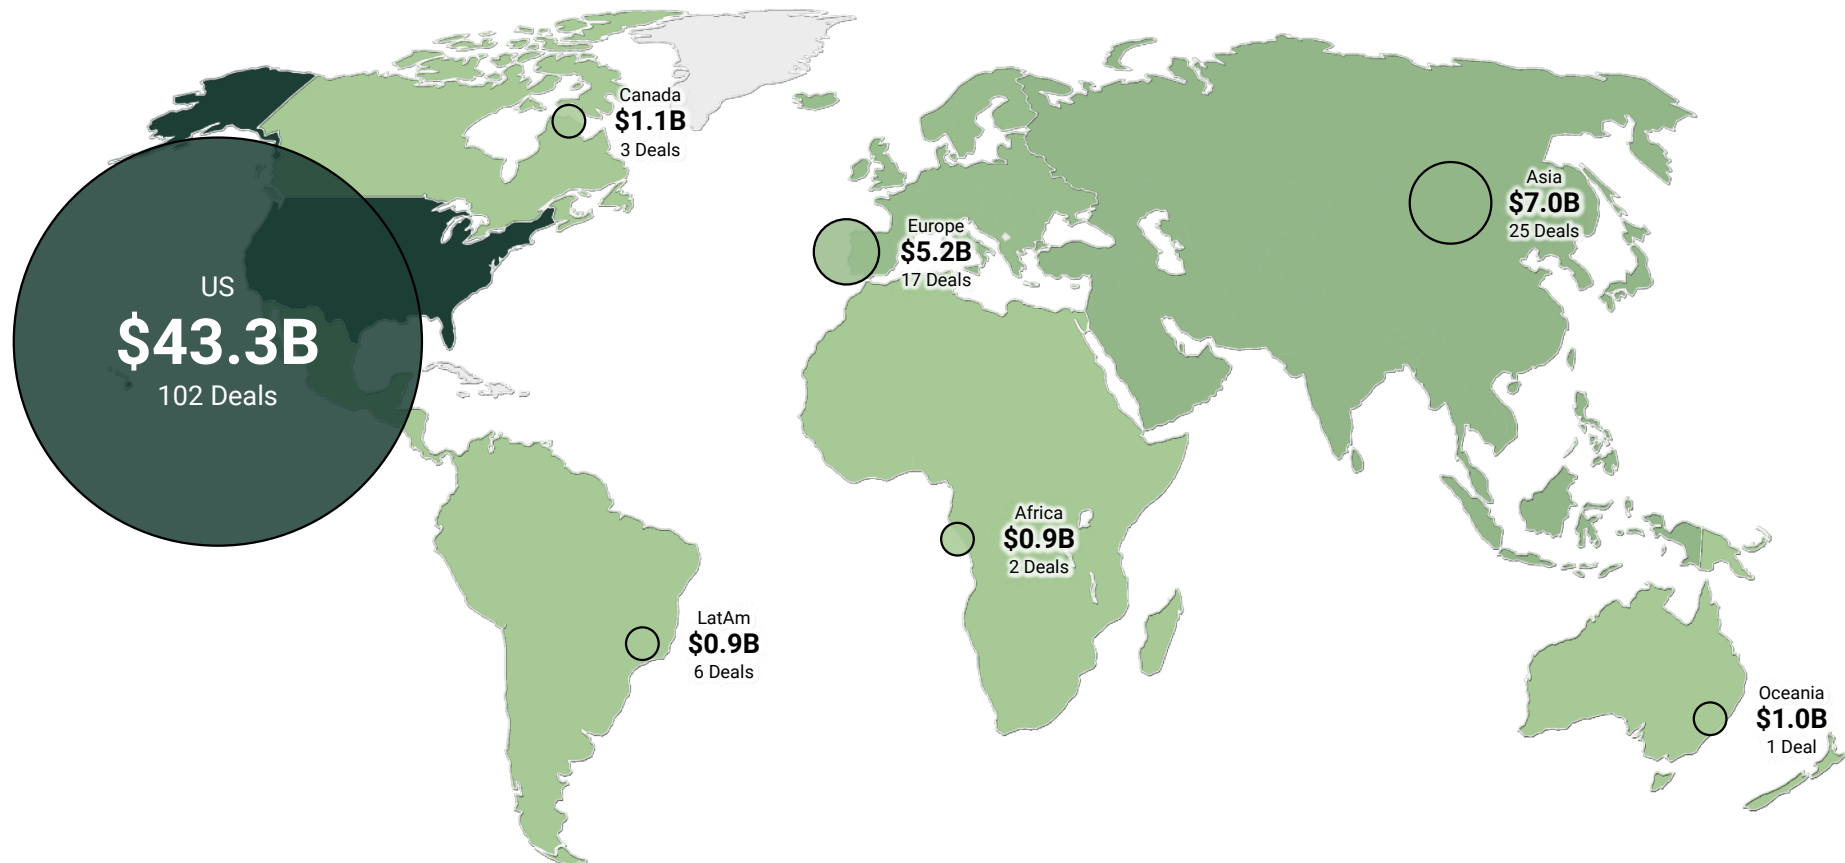 Canada
$1.1B
3 Deals
Asia
$7.0B
25 Deals
Europe
$5.2B
17 Deals
US
$43.3B
102 Deals
Africa
$0.9B
2 Deals
LatAm
$0.9B
6 Deals
Oceania
$1.0B
1 Deal